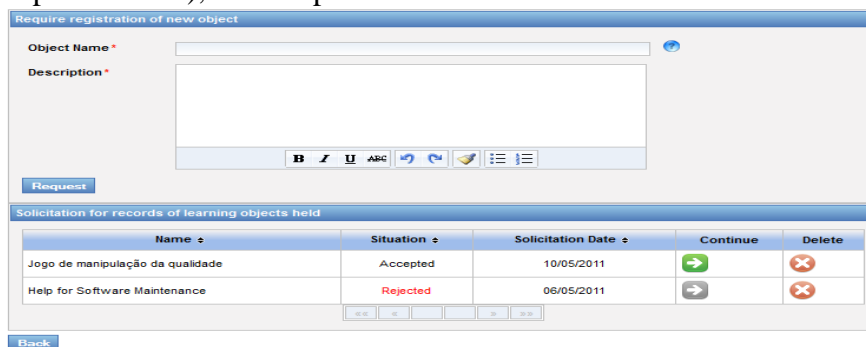 Require registration of new object
Object Name *
Description *
B I U ABC
Request
Solicitation for records of learning objects held
Name Situation Solicitation Date Continue Delete
Jogo de manipulação da qualidade Accepted 10/05/2011
Help for Software Maintenance Rejected 06/05/2011
«« « » »»
Back